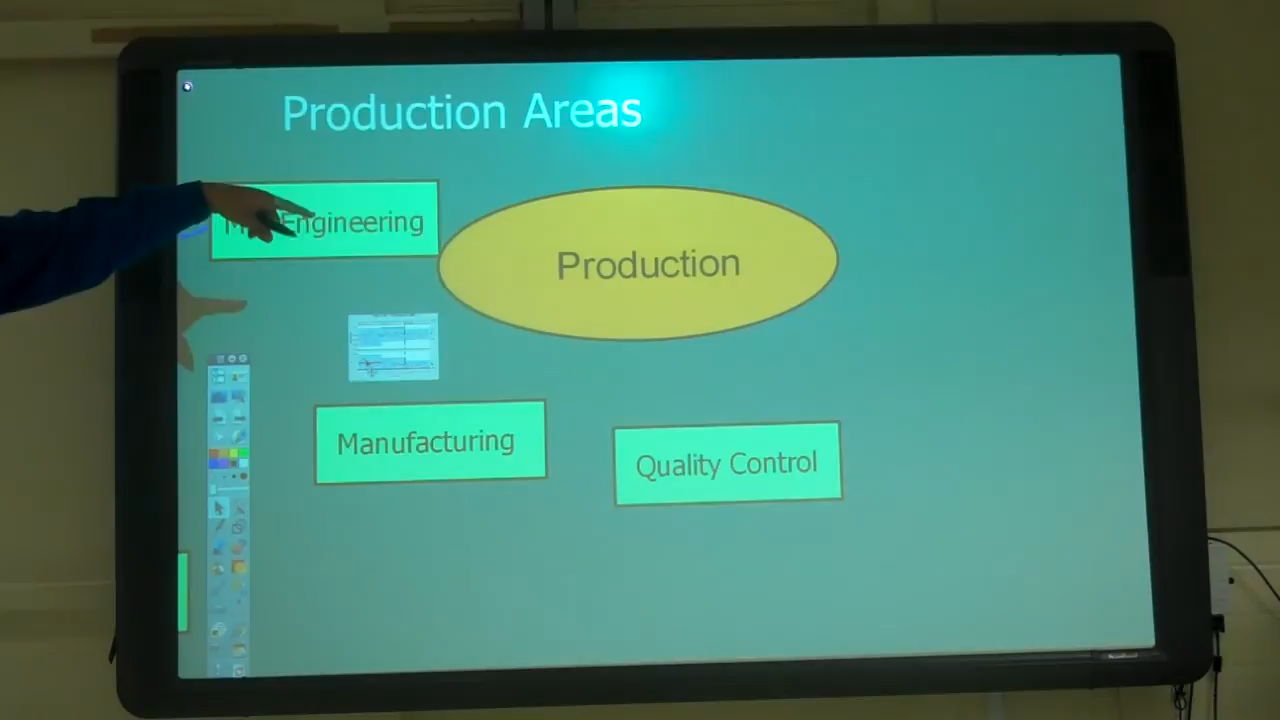 Production Areas
Engineering
Production
Manufacturing
Quality Control